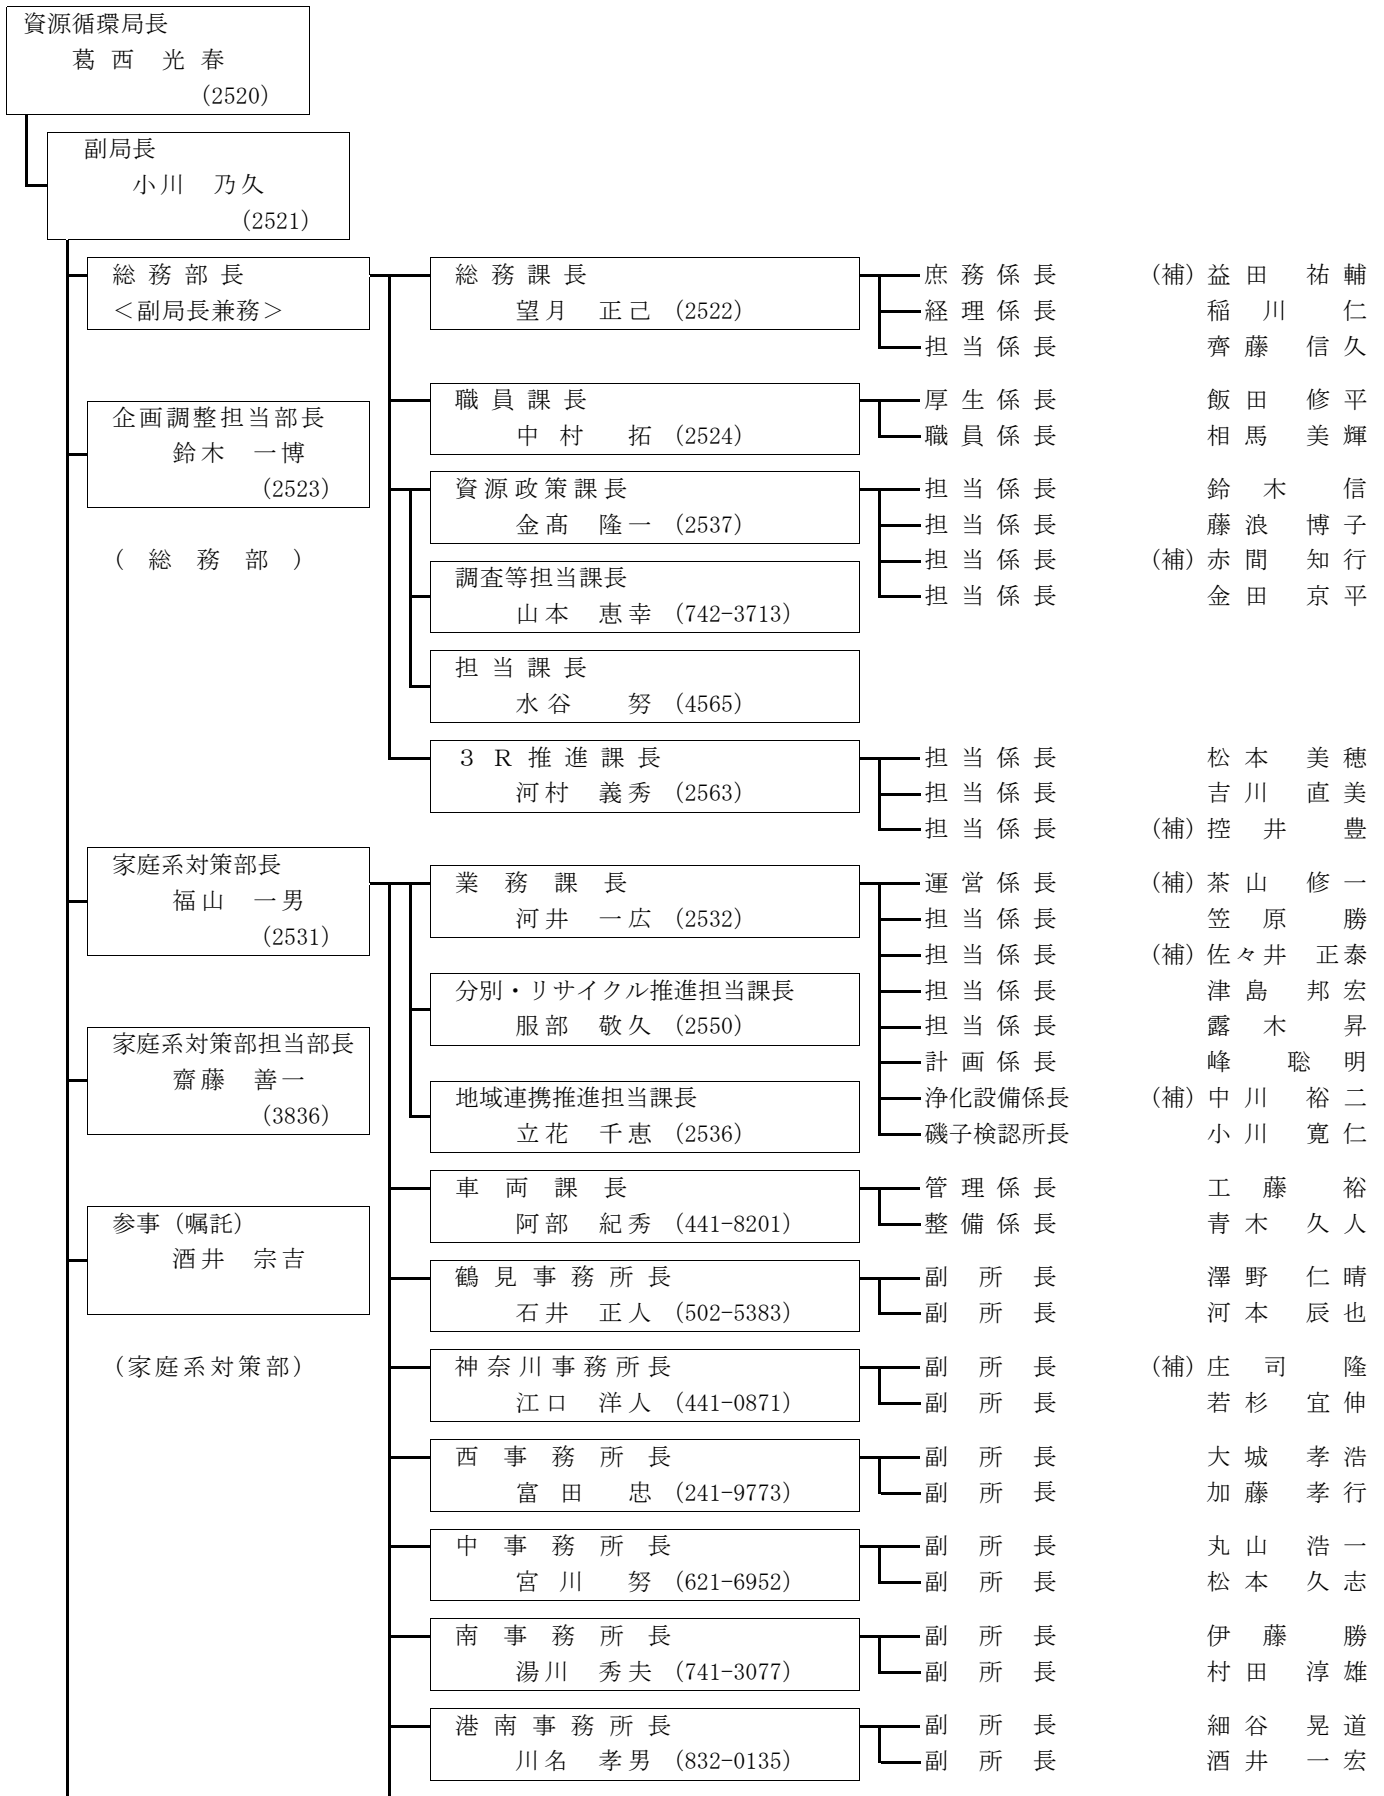 資源循環局長
葛西 光春
(2520)
副局長
小川 乃久
(2521)
総務部長
＜副局長兼務＞
総務課長
望月 正己 (2522)
庶務係長 (補) 益田 祐輔
経理係長 稲川 仁
担当係長 齊藤 信久
企画調整担当部長
鈴木 一博
(2523)
職員課長
中村 拓 (2524)
厚生係長 飯田 修平
職員係長 相馬 美輝
(総務部)
資源政策課長
金髙 隆一 (2537)
担当係長 鈴木 信
担当係長 藤浪 博子
担当係長 (補) 赤間 知行
担当係長 金田 京平
調査等担当課長
山本 恵幸 (742-3713)
担当課長
水谷 努 (4565)
３Ｒ推進課長
河村 義秀 (2563)
担当係長 松本 美穂
担当係長 吉川 直美
担当係長 (補) 控井 豊
家庭系対策部長
福山 一男
(2531)
業務課長
河井 一広 (2532)
運営係長 (補) 茶山 修一
担当係長 笠原 勝
担当係長 (補) 佐々井 正泰
担当係長 津島 邦宏
担当係長 露木 昇
計画係長 峰 聡明
浄化設備係長 (補) 中川 裕二
磯子検認所長 小川 寛仁
分別・リサイクル推進担当課長
服部 敬久 (2550)
家庭系対策部担当部長
齋藤 善一
(3836)
地域連携推進担当課長
立花 千恵 (2536)
参事（嘱託）
酒井 宗吉
(家庭系対策部)
車両課長
阿部 紀秀 (441-8201)
管理係長 工藤 裕
整備係長 青木 久人
鶴見事務所長
石井 正人 (502-5383)
副所長 澤野 仁晴
副所長 河本 辰也
神奈川事務所長
江口 洋人 (441-0871)
副所長 (補) 庄司 隆
副所長 若杉 宜伸
西事務所長
富田 忠 (241-9773)
副所長 大城 孝浩
副所長 加藤 孝行
中事務所長
宮川 努 (621-6952)
副所長 丸山 浩一
副所長 松本 久志
南事務所長
湯川 秀夫 (741-3077)
副所長 伊藤 勝
副所長 村田 淳雄
港南事務所長
川名 孝男 (832-0135)
副所長 細谷 晃道
副所長 酒井 一宏